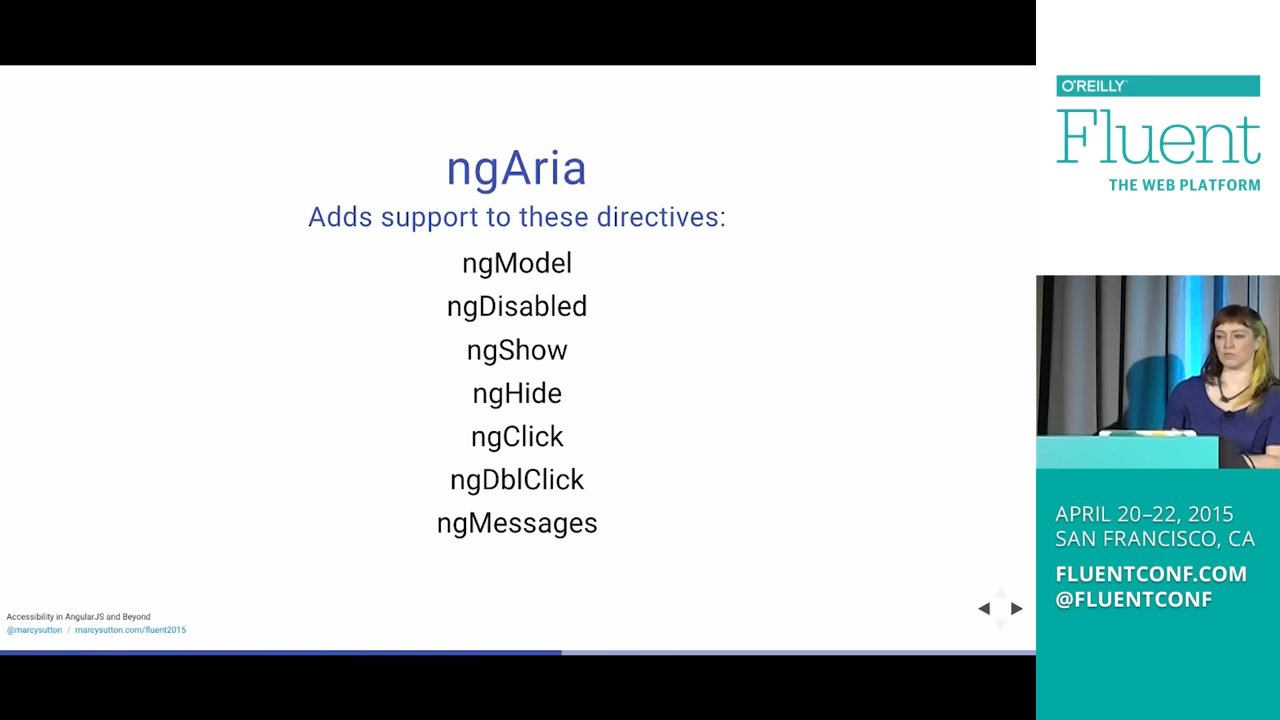 ngAria
Adds support to these directives:
ngModel
ngDisabled
ngShow
ngHide
ngClick
ngDblClick
ngMessages
Accessibility in AngularJS and Beyond
@marcysutton / marcysutton.com/fluent2015
O'REILLY™
Fluent
THE WEB PLATFORM
APRIL 20–22, 2015
SAN FRANCISCO, CA
FLUENTCONF.COM
@FLUENTCONF